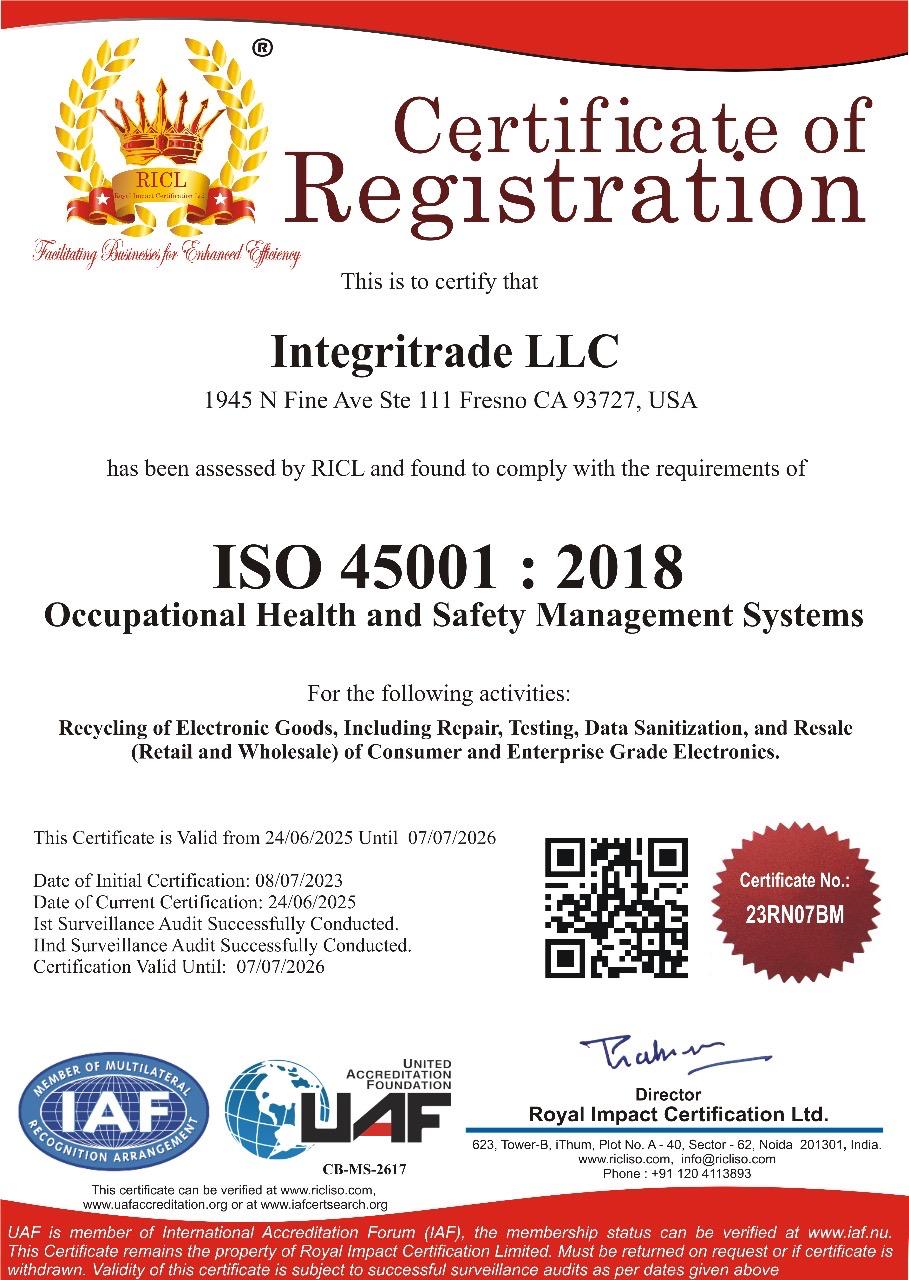 ®
RICL
Royal Impact Certification Ltd.
Facilitating Businesses for Enhanced Efficiency
Certificate of
Registration
This is to certify that
Integritrade LLC
1945 N Fine Ave Ste 111 Fresno CA 93727, USA
has been assessed by RICL and found to comply with the requirements of
ISO 45001 : 2018
Occupational Health and Safety Management Systems
For the following activities:
Recycling of Electronic Goods, Including Repair, Testing, Data Sanitization, and Resale
(Retail and Wholesale) of Consumer and Enterprise Grade Electronics.
This Certificate is Valid from 24/06/2025 Until 07/07/2026
Date of Initial Certification: 08/07/2023
Date of Current Certification: 24/06/2025
Ist Surveillance Audit Successfully Conducted.
IInd Surveillance Audit Successfully Conducted.
Certification Valid Until: 07/07/2026
Certificate No.:
23RN07BM
MEMBER OF MULTILATERAL
IAF
RECOGNITION ARRANGEMENT
UNITED
ACCREDITATION
FOUNDATION
UAF
CB-MS-2617
This certificate can be verified at www.ricliso.com,
www.uafaccreditation.org or at www.iafcertsearch.org
Director
Royal Impact Certification Ltd.
623, Tower-B, iThum, Plot No. A - 40, Sector - 62, Noida 201301, India.
www.ricliso.com, info@ricliso.com
Phone : +91 120 4113893
UAF is member of International Accreditation Forum (IAF), the membership status can be verified at www.iaf.nu.
This Certificate remains the property of Royal Impact Certification Limited. Must be returned on request or if certificate is
withdrawn. Validity of this certificate is subject to successful surveillance audits as per dates given above